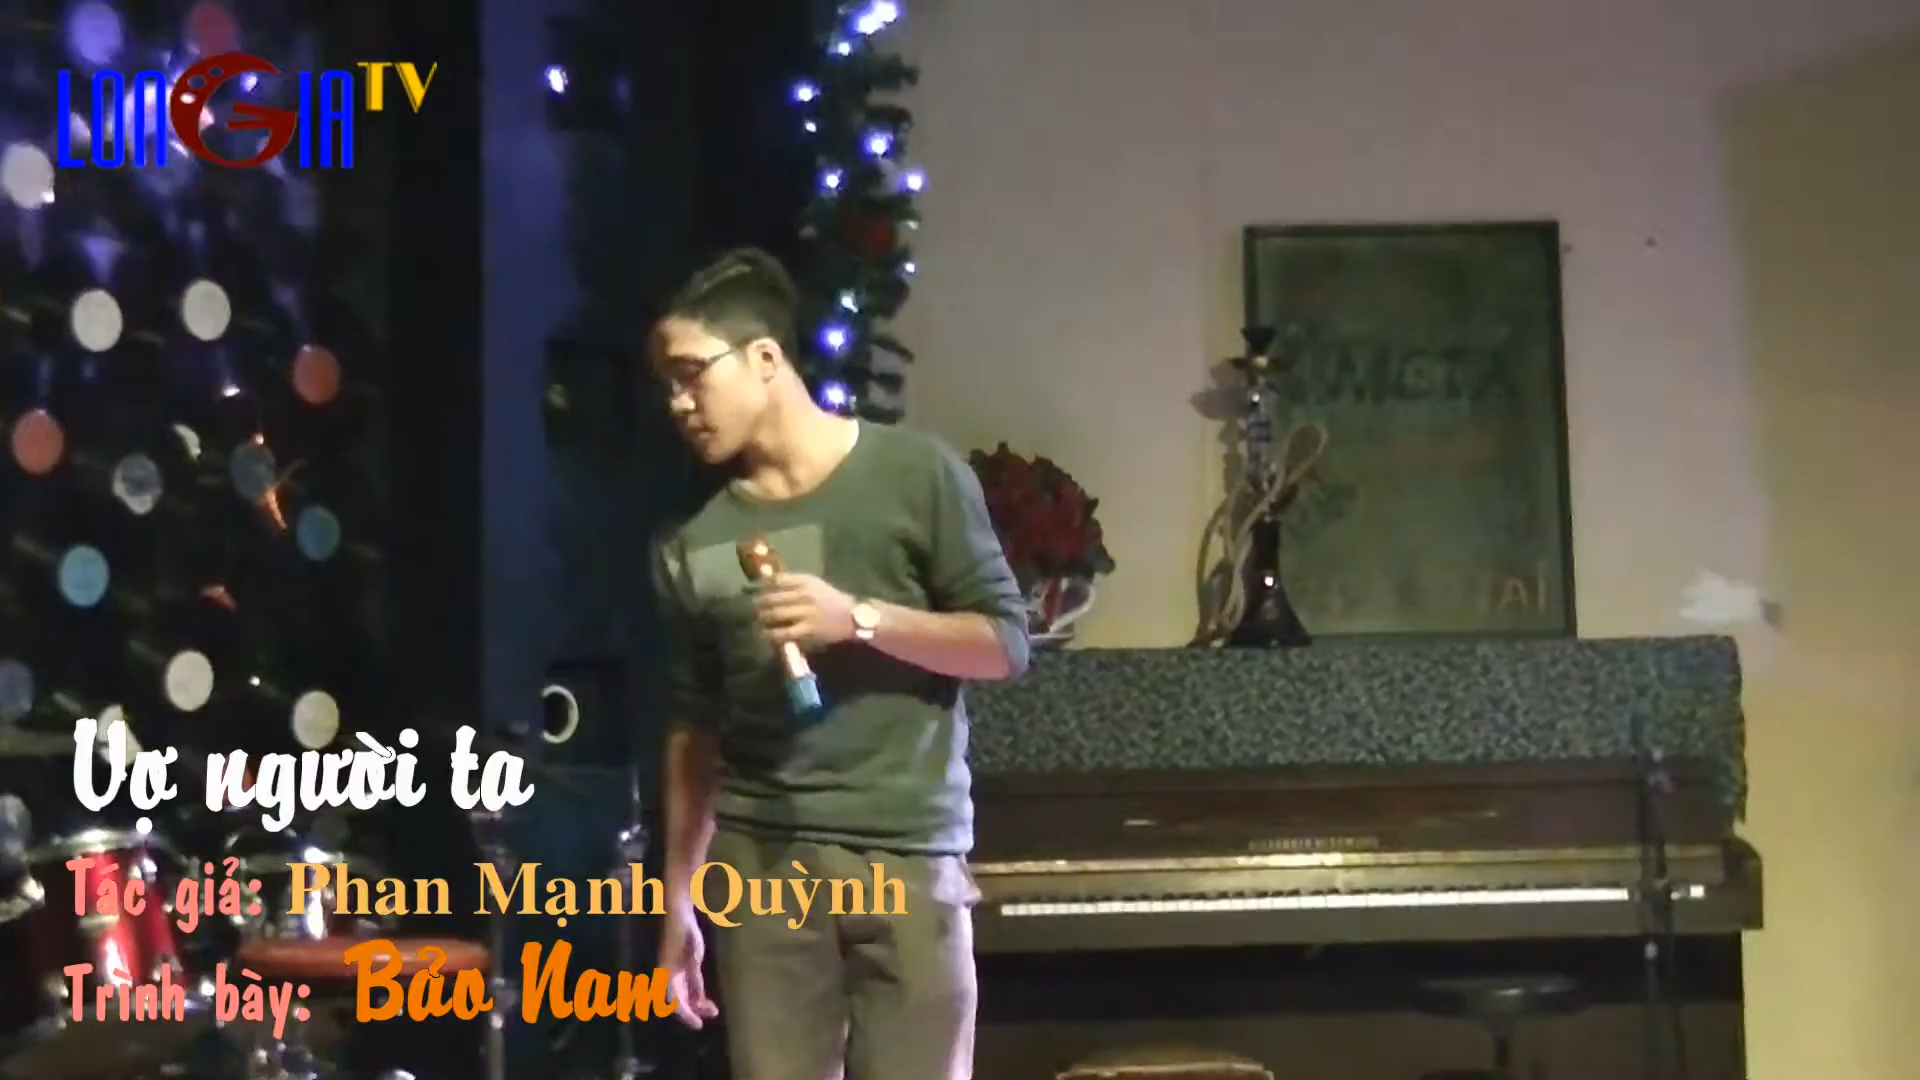 LONGIA TV
Vợ người ta
Tác giả: Phan Mạnh Quỳnh
Trình bày: Bảo Nam